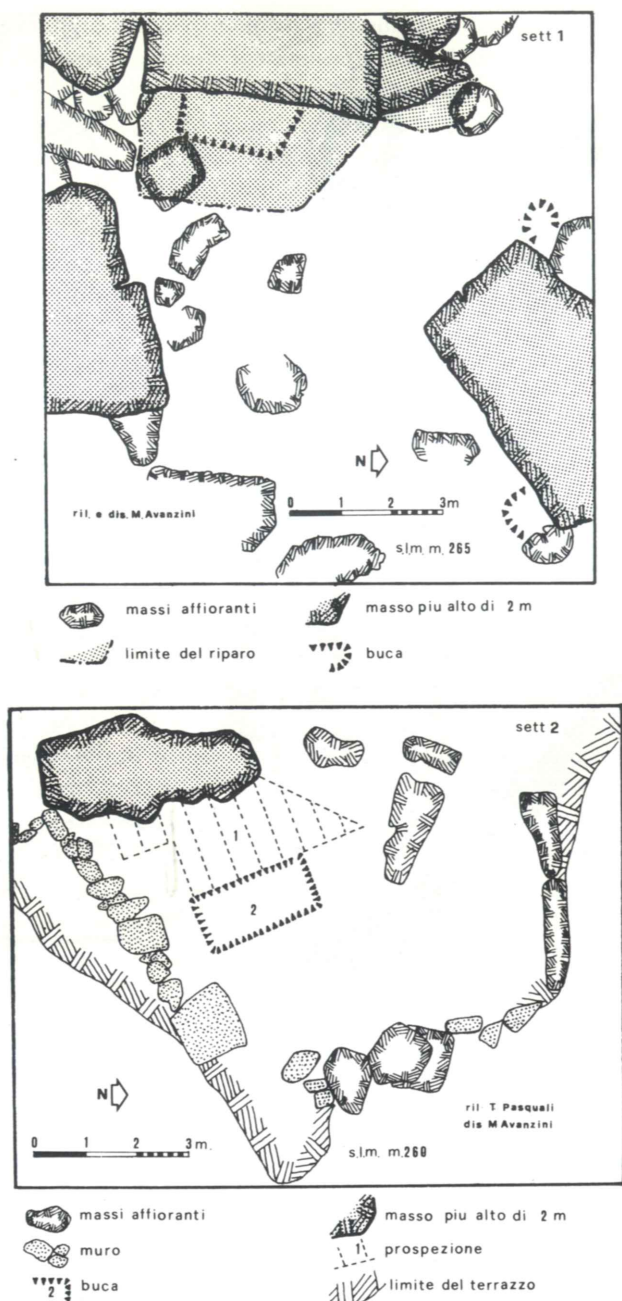 sett 1
N
ril. e dis. M. Avanzini
0 1 2 3m
s.l.m. m. 265
massi affioranti
masso piu alto di 2 m
limite del riparo
buca
sett 2
1
2
N
ril T. Pasquali
dis M Avanzini
0 1 2 3 m.
s.l.m. m. 260
massi affioranti
masso piu alto di 2 m
muro
1 prospezione
2 buca
limite del terrazzo